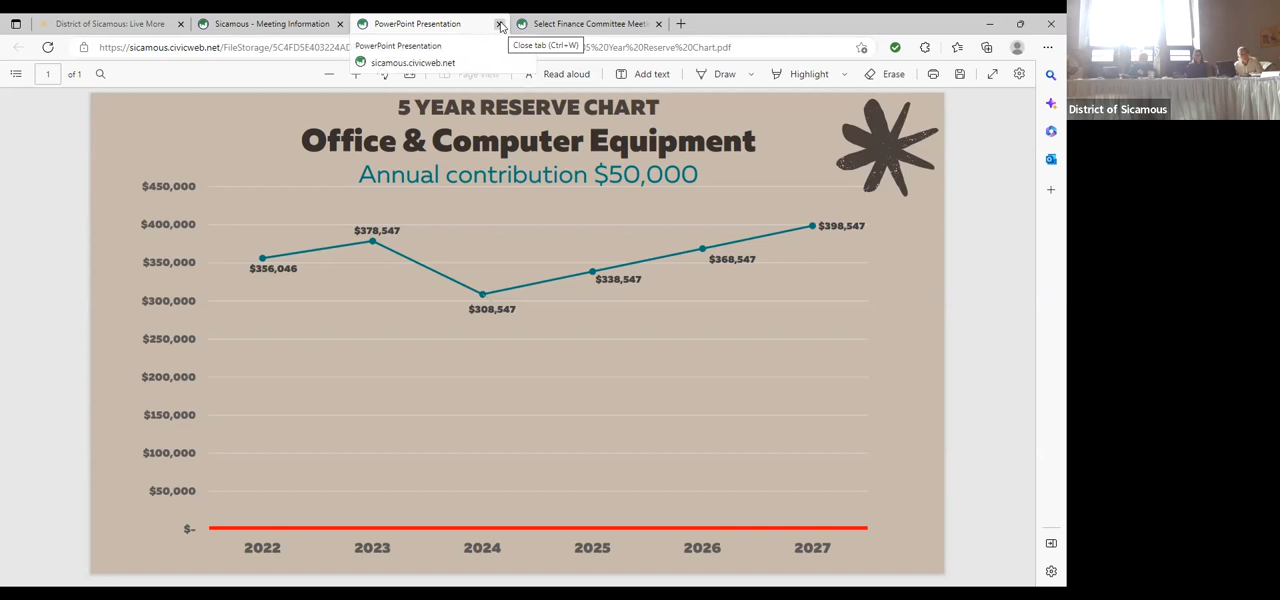 District of Sicamous: Live More
Sicamous - Meeting Information
PowerPoint Presentation
Select Finance Committee Meeti
https://sicamous.civicweb.net/FileStorage/5C4FD5E403224AD
5%20Year%20Reserve%20Chart.pdf
PowerPoint Presentation
sicamous.civicweb.net
Close tab (Ctrl+W)
1 of 1
Page view
Read aloud
Add text
Draw
Highlight
Erase
District of Sicamous
5 YEAR RESERVE CHART
Office & Computer Equipment
Annual contribution $50,000
$450,000
$400,000
$350,000
$300,000
$250,000
$200,000
$150,000
$100,000
$50,000
$-
$356,046
$378,547
$308,547
$338,547
$368,547
$398,547
2022 2023 2024 2025 2026 2027